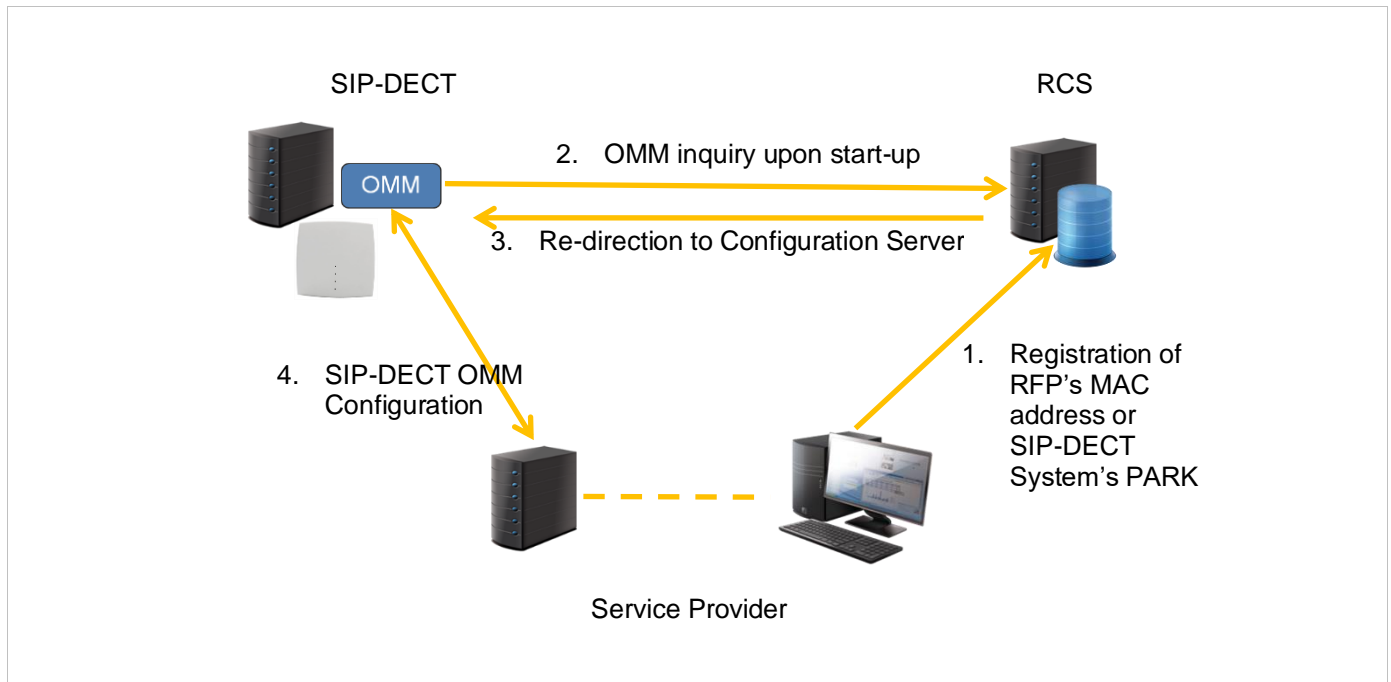 SIP-DECT
RCS
2. OMM inquiry upon start-up
OMM
3. Re-direction to Configuration Server
1. Registration of
RFP’s MAC
address or
SIP-DECT
System’s PARK
4. SIP-DECT OMM
Configuration
Service Provider